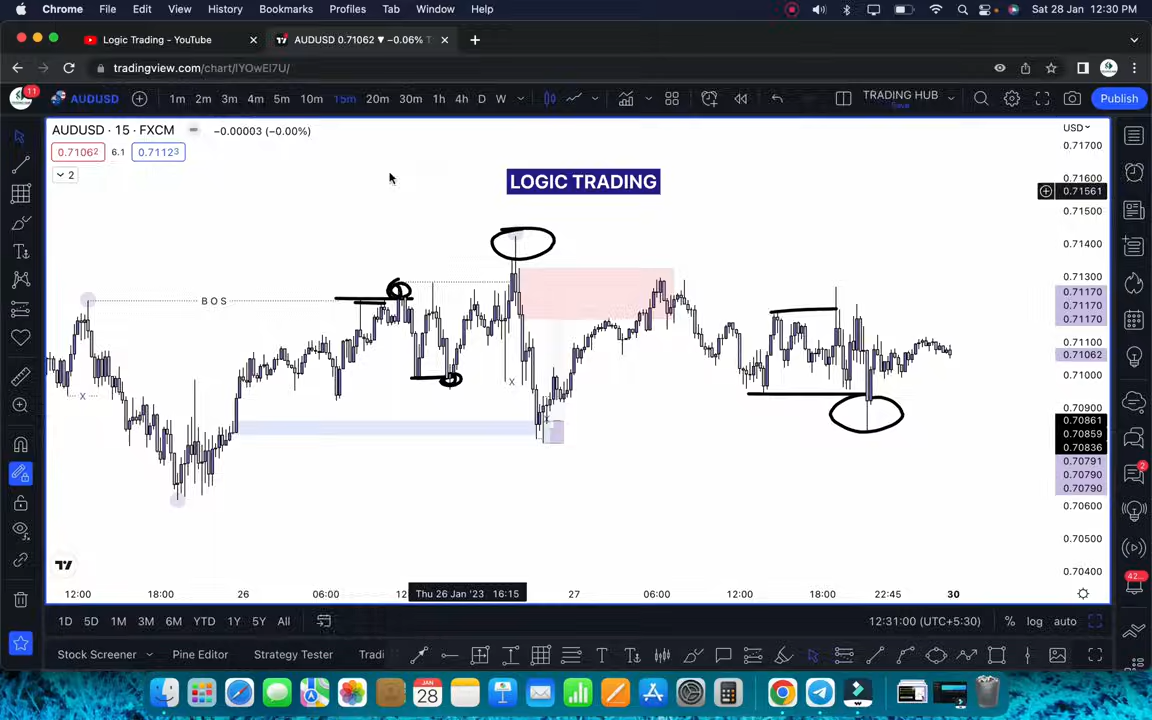 Chrome File Edit View History Bookmarks Profiles Tab Window Help Sat 28 Jan 12:30 PM
Logic Trading - YouTube AUDUSD 0.71062 ▼ −0.06% T
tradingview.com/chart/IYOwEI7U/
11 AUDUSD 1m 2m 3m 4m 5m 10m 15m 20m 30m 1h 4h D W TRADING HUB Save Publish
AUDUSD · 15 · FXCM −0.00003 (−0.00%) USD
0.71062 6.1 0.71123
2
LOGIC TRADING
BOS
X
X
0.71700
0.71600
0.71561
0.71500
0.71400
0.71300
0.71170
0.71170
0.71170
0.71100
0.71062
0.71000
0.70900
0.70861
0.70859
0.70836
0.70791
0.70790
0.70790
0.70600
0.70500
0.70400
2
42..
12:00 18:00 26 06:00 12 Thu 26 Jan '23 16:15 27 06:00 12:00 18:00 22:45 30
1D 5D 1M 3M 6M YTD 1Y 5Y All 12:31:00 (UTC+5:30) % log auto
Stock Screener Pine Editor Strategy Tester Tradi
JAN
28